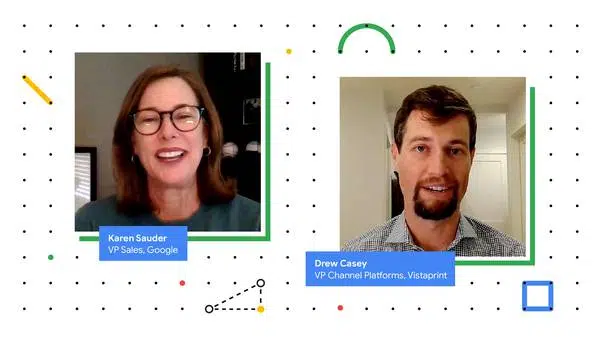 Karen Sauder
VP Sales, Google
Drew Casey
VP Channel Platforms, Vistaprint